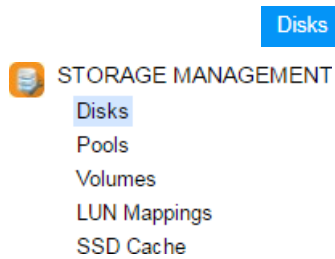 Disks
STORAGE MANAGEMENT
Disks
Pools
Volumes
LUN Mappings
SSD Cache